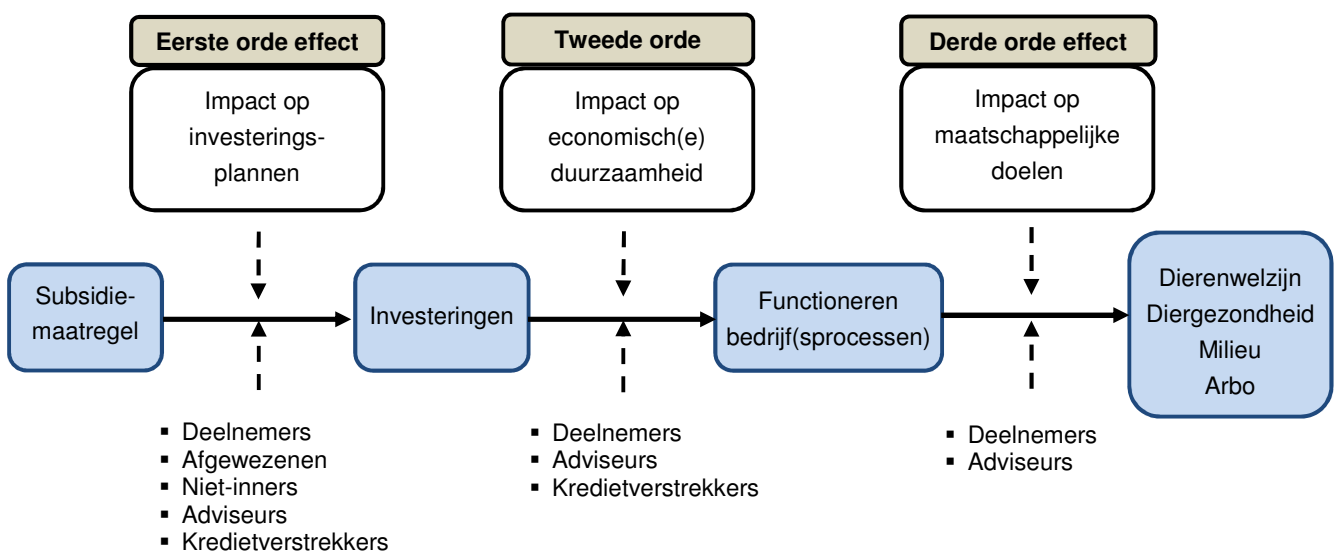 Eerste orde effect
Impact op
investerings-
plannen
Tweede orde
Impact op
economisch(e)
duurzaamheid
Derde orde effect
Impact op
maatschappelijke
doelen
Subsidie-
maatregel
Investeringen
Functioneren
bedrijf(sprocessen)
Dierenwelzijn
Diergezondheid
Milieu
Arbo
▪ Deelnemers
▪ Afgewezenen
▪ Niet-inners
▪ Adviseurs
▪ Kredietverstrekkers
▪ Deelnemers
▪ Adviseurs
▪ Kredietverstrekkers
▪ Deelnemers
▪ Adviseurs